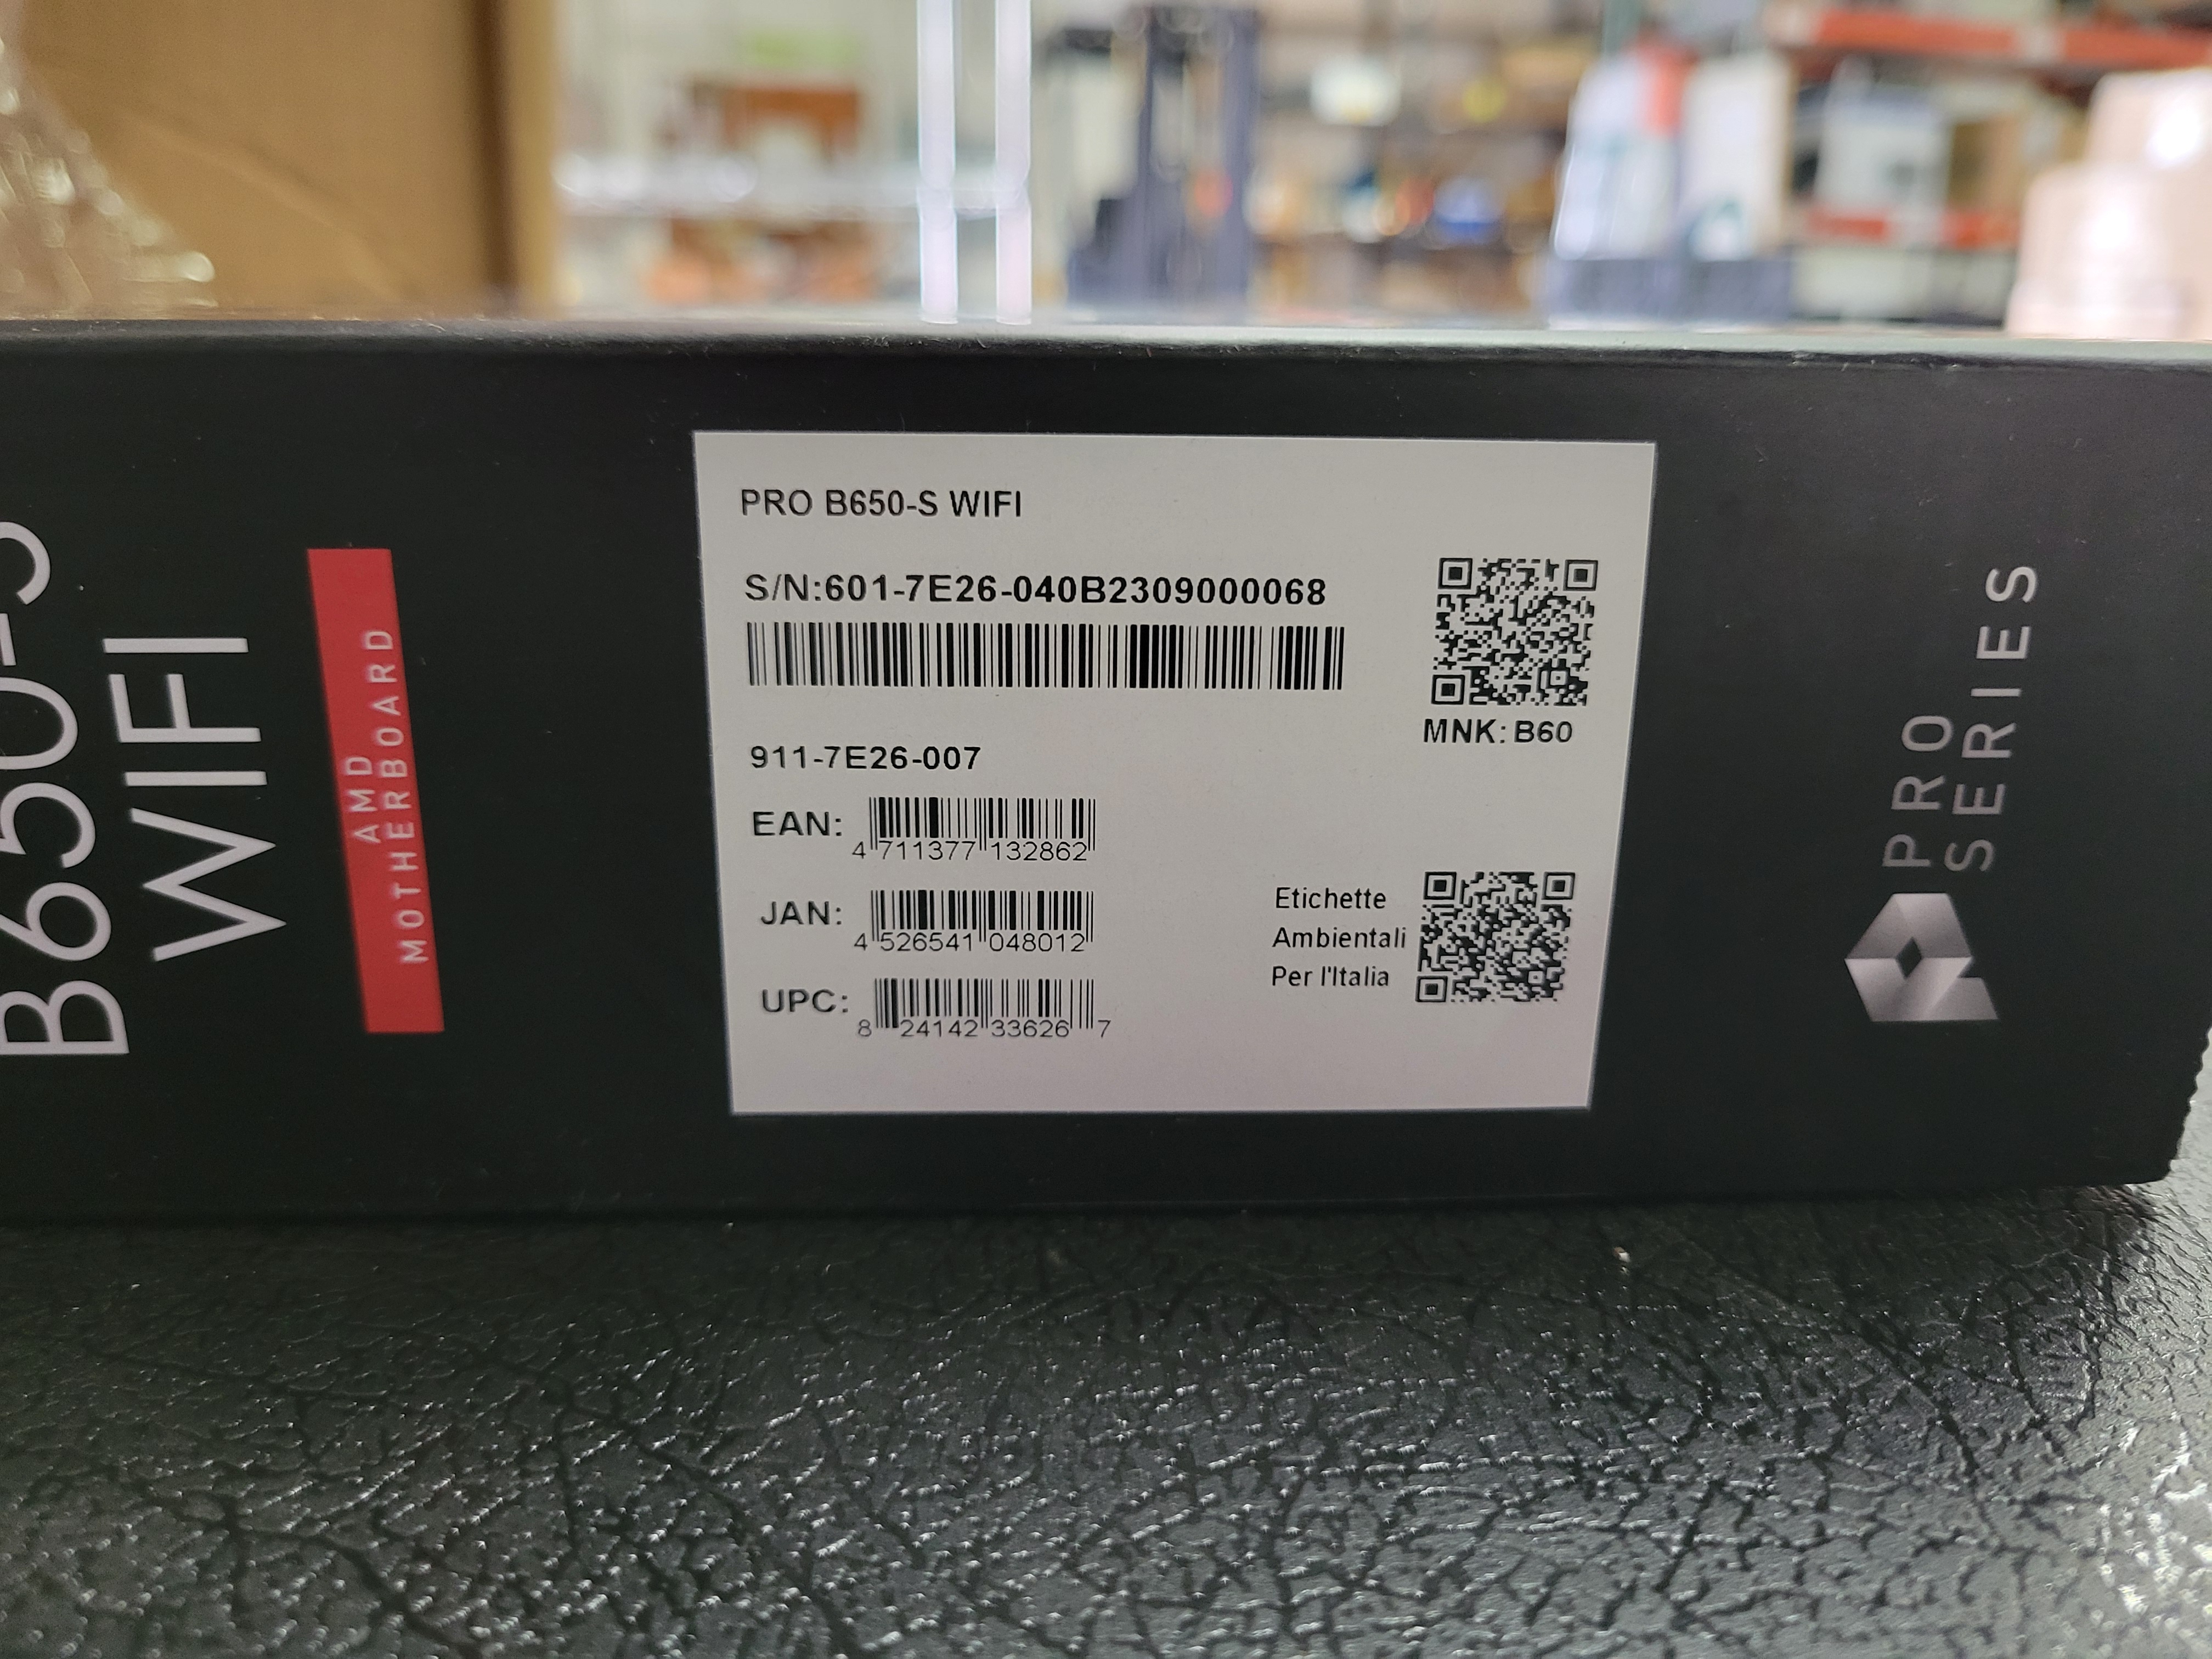 B650-S
WIFI
AMD
MOTHERBOARD
PRO B650-S WIFI
S/N:601-7E26-040B2309000068
MNK: B60
911-7E26-007
EAN:
4 711377 132862
JAN:
4 526541 048012
UPC:
8 24142 33626 7
Etichette
Ambientali
Per l'Italia
PRO
SERIES